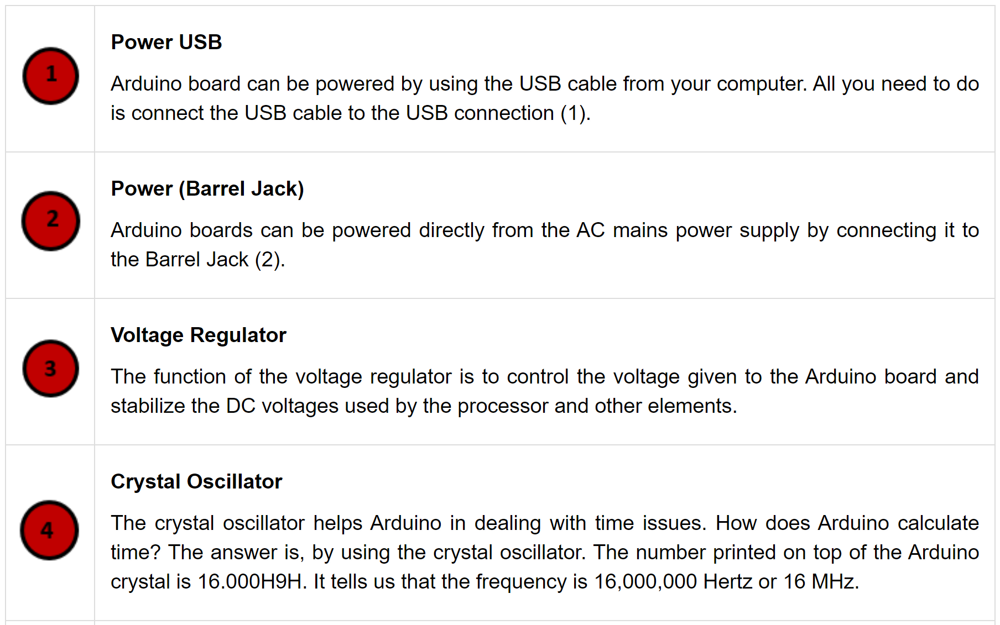 1
Power USB
Arduino board can be powered by using the USB cable from your computer. All you need to do
is connect the USB cable to the USB connection (1).
2
Power (Barrel Jack)
Arduino boards can be powered directly from the AC mains power supply by connecting it to
the Barrel Jack (2).
3
Voltage Regulator
The function of the voltage regulator is to control the voltage given to the Arduino board and
stabilize the DC voltages used by the processor and other elements.
4
Crystal Oscillator
The crystal oscillator helps Arduino in dealing with time issues. How does Arduino calculate
time? The answer is, by using the crystal oscillator. The number printed on top of the Arduino
crystal is 16.000H9H. It tells us that the frequency is 16,000,000 Hertz or 16 MHz.